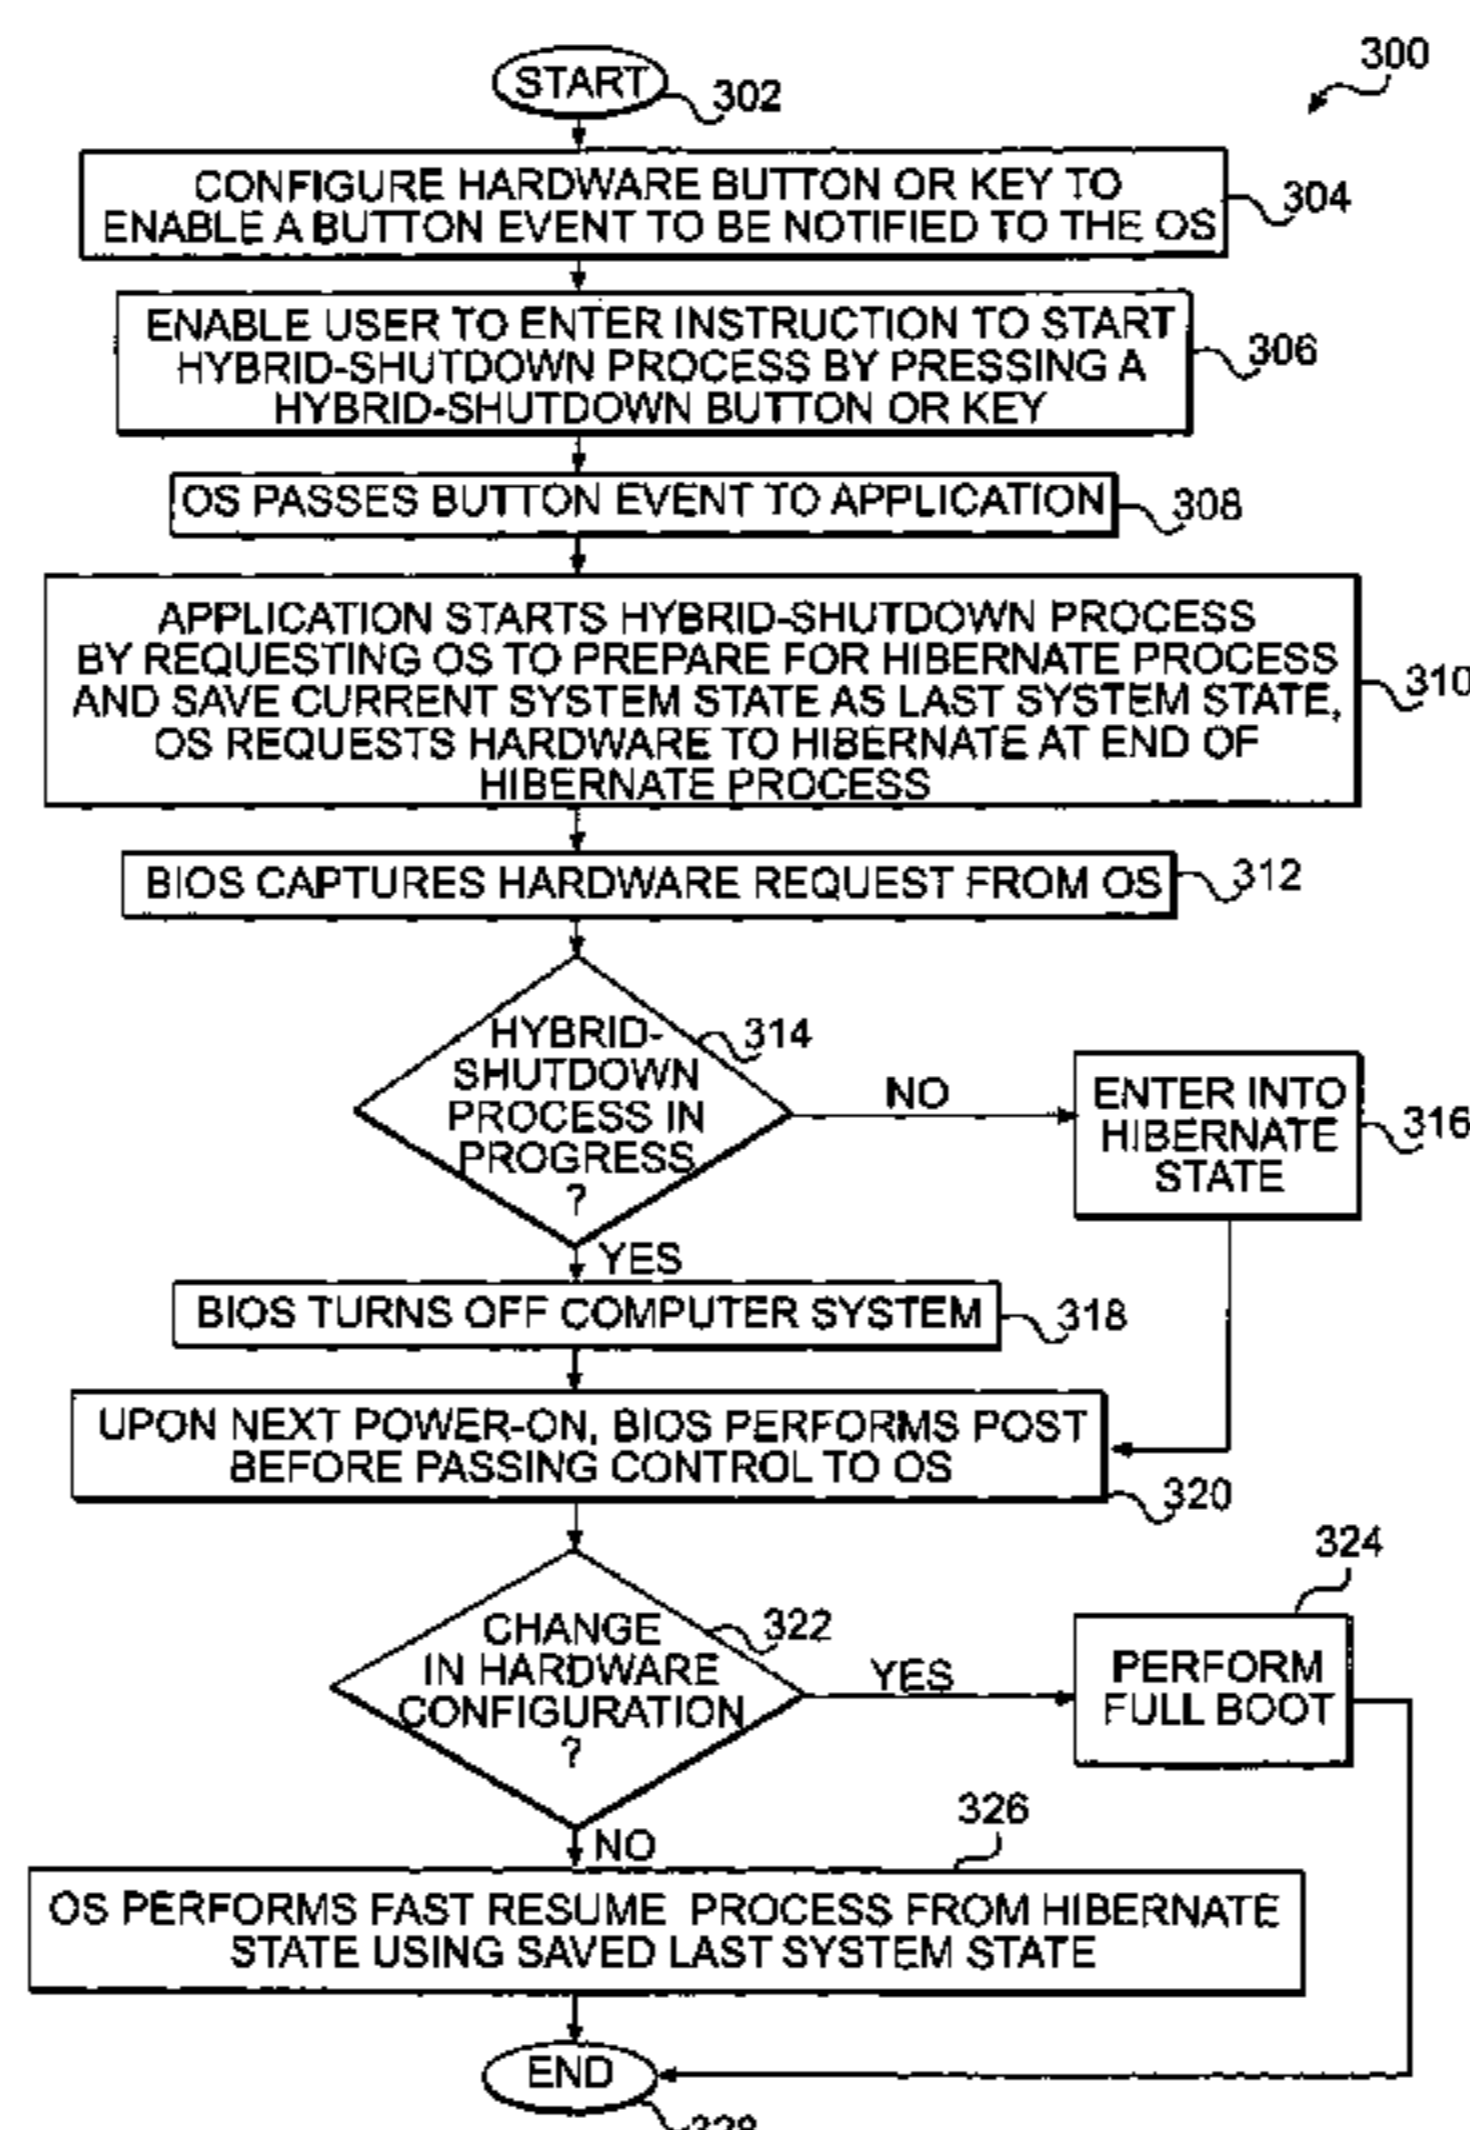 300
START
302
CONFIGURE HARDWARE BUTTON OR KEY TO
ENABLE A BUTTON EVENT TO BE NOTIFIED TO THE OS
304
ENABLE USER TO ENTER INSTRUCTION TO START
HYBRID-SHUTDOWN PROCESS BY PRESSING A
HYBRID-SHUTDOWN BUTTON OR KEY
306
OS PASSES BUTTON EVENT TO APPLICATION
308
APPLICATION STARTS HYBRID-SHUTDOWN PROCESS
BY REQUESTING OS TO PREPARE FOR HIBERNATE PROCESS
AND SAVE CURRENT SYSTEM STATE AS LAST SYSTEM STATE,
OS REQUESTS HARDWARE TO HIBERNATE AT END OF
HIBERNATE PROCESS
310
BIOS CAPTURES HARDWARE REQUEST FROM OS
312
HYBRID-
SHUTDOWN
PROCESS IN
PROGRESS
?
314
NO
ENTER INTO
HIBERNATE
STATE
316
YES
BIOS TURNS OFF COMPUTER SYSTEM
318
UPON NEXT POWER-ON, BIOS PERFORMS POST
BEFORE PASSING CONTROL TO OS
320
CHANGE
IN HARDWARE
CONFIGURATION
?
322
YES
324
PERFORM
FULL BOOT
NO
326
OS PERFORMS FAST RESUME PROCESS FROM HIBERNATE
STATE USING SAVED LAST SYSTEM STATE
END